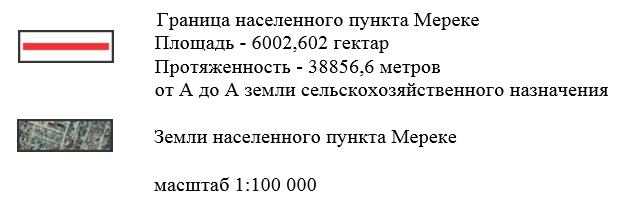 Граница населенного пункта Мереке
Площадь - 6002,602 гектар
Протяженность - 38856,6 метров
от А до А земли сельскохозяйственного назначения
Земли населенного пункта Мереке
масштаб 1:100 000